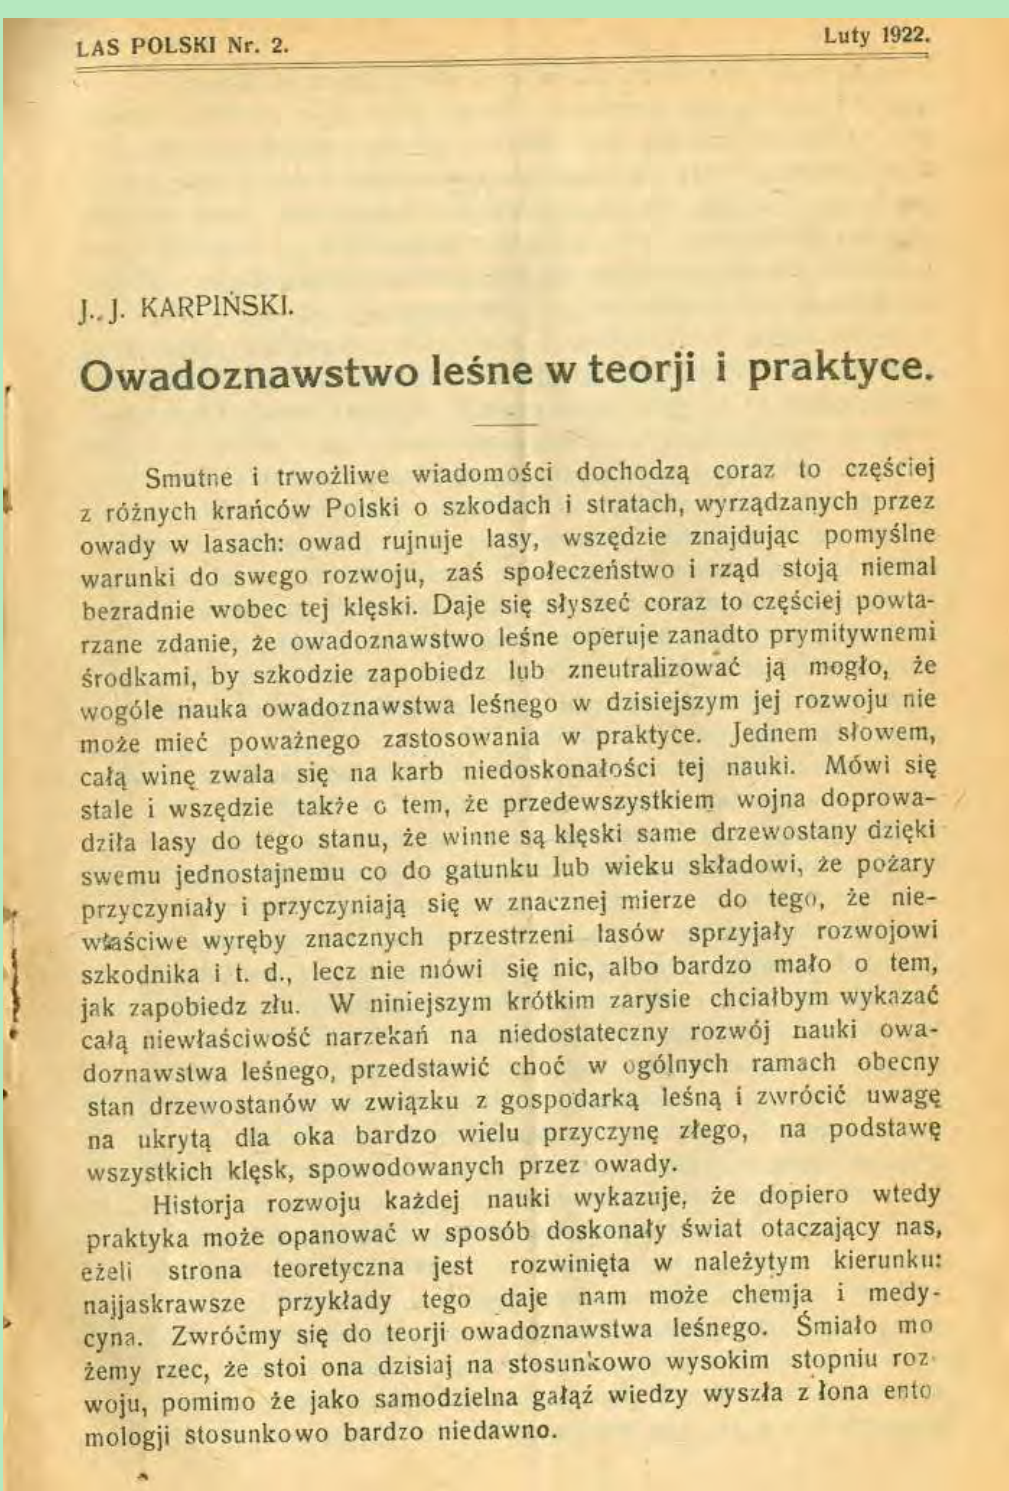 LAS POLSKI Nr. 2.
Luty 1922.
J. J. KARPIŃSKI.
Owadoznawstwo leśne w teorji i praktyce.
Smutne i trwożliwe wiadomości dochodzą coraz to częściej
z różnych krańców Polski o szkodach i stratach, wyrządzanych przez
owady w lasach: owad rujnuje lasy, wszędzie znajdując pomyślne
warunki do swego rozwoju, zaś społeczeństwo i rząd stoją niemal
bezradnie wobec tej klęski. Daje się słyszeć coraz to częściej powta-
rzane zdanie, że owadoznawstwo leśne operuje zanadto prymitywnemi
środkami, by szkodzie zapobiedz lub zneutralizować ją mogło, że
wogóle nauka owadoznawstwa leśnego w dzisiejszym jej rozwoju nie
może mieć poważnego zastosowania w praktyce. Jednem słowem,
całą winę zwala się na karb niedoskonałości tej nauki. Mówi się
stale i wszędzie także o tem, że przedewszystkiem wojna doprowa-
dziła lasy do tego stanu, że winne są klęski same drzewostany dzięki
swemu jednostajnemu co do gatunku lub wieku składowi, że pożary
przyczyniały i przyczyniają się w znacznej mierze do tego, że nie-
właściwe wyręby znacznych przestrzeni lasów sprzyjały rozwojowi
szkodnika i t. d., lecz nie mówi się nic, albo bardzo mało o tem,
jak zapobiedz złu. W niniejszym krótkim zarysie chciałbym wykazać
całą niewłaściwość narzekań na niedostateczny rozwój nauki owa-
doznawstwa leśnego, przedstawić choć w ogólnych ramach obecny
stan drzewostanów w związku z gospodarką leśną i zwrócić uwagę
na ukrytą dla oka bardzo wielu przyczynę złego, na podstawę
wszystkich klęsk, spowodowanych przez owady.
Historja rozwoju każdej nauki wykazuje, że dopiero wtedy
praktyka może opanować w sposób doskonały świat otaczający nas,
eżeli strona teoretyczna jest rozwinięta w należytym kierunku:
najjaskrawsze przykłady tego daje nam może chemja i medy-
cyna. Zwróćmy się do teorji owadoznawstwa leśnego. Śmiało mo
żemy rzec, że stoi ona dzisiaj na stosunkowo wysokim stopniu roz-
woju, pomimo że jako samodzielna gałąź wiedzy wyszła z łona ento
mologji stosunkowo bardzo niedawno.